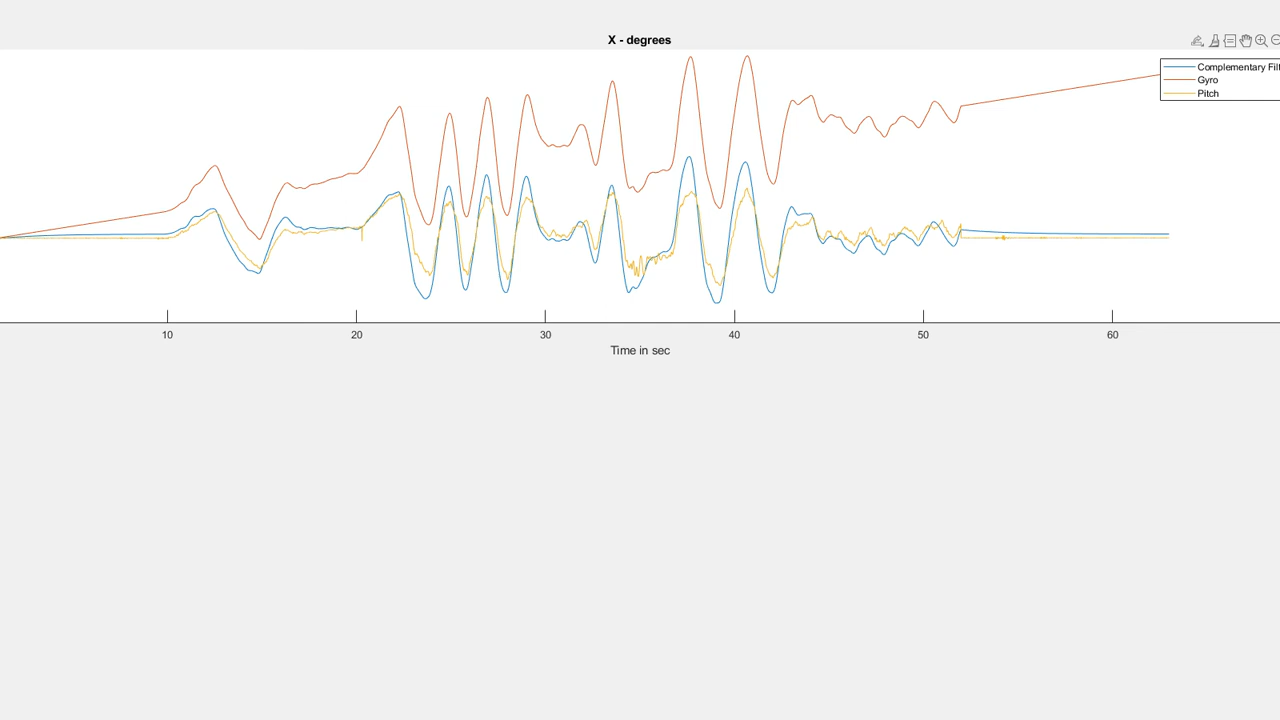 X - degrees
Complementary Filt
Gyro
Pitch
10 20 30 40 50 60
Time in sec